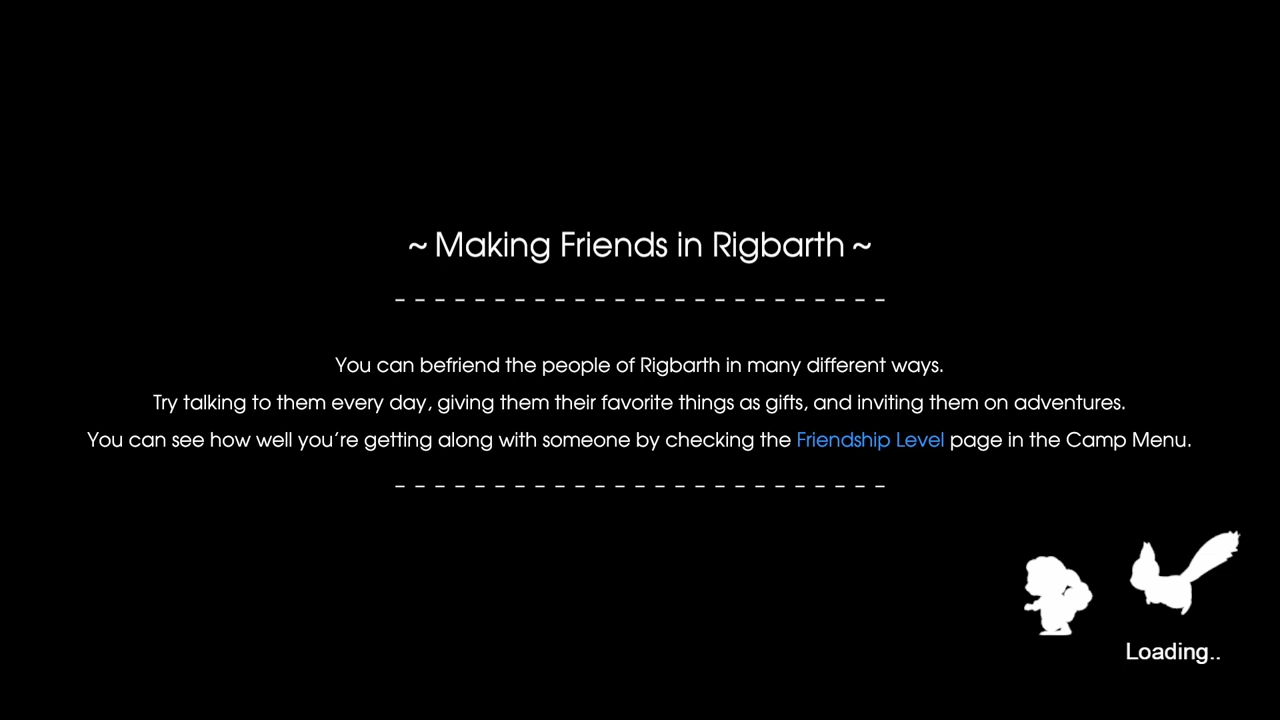 ~ Making Friends in Rigbarth ~
You can befriend the people of Rigbarth in many different ways.
Try talking to them every day, giving them their favorite things as gifts, and inviting them on adventures.
You can see how well you’re getting along with someone by checking the Friendship Level page in the Camp Menu.
Loading..